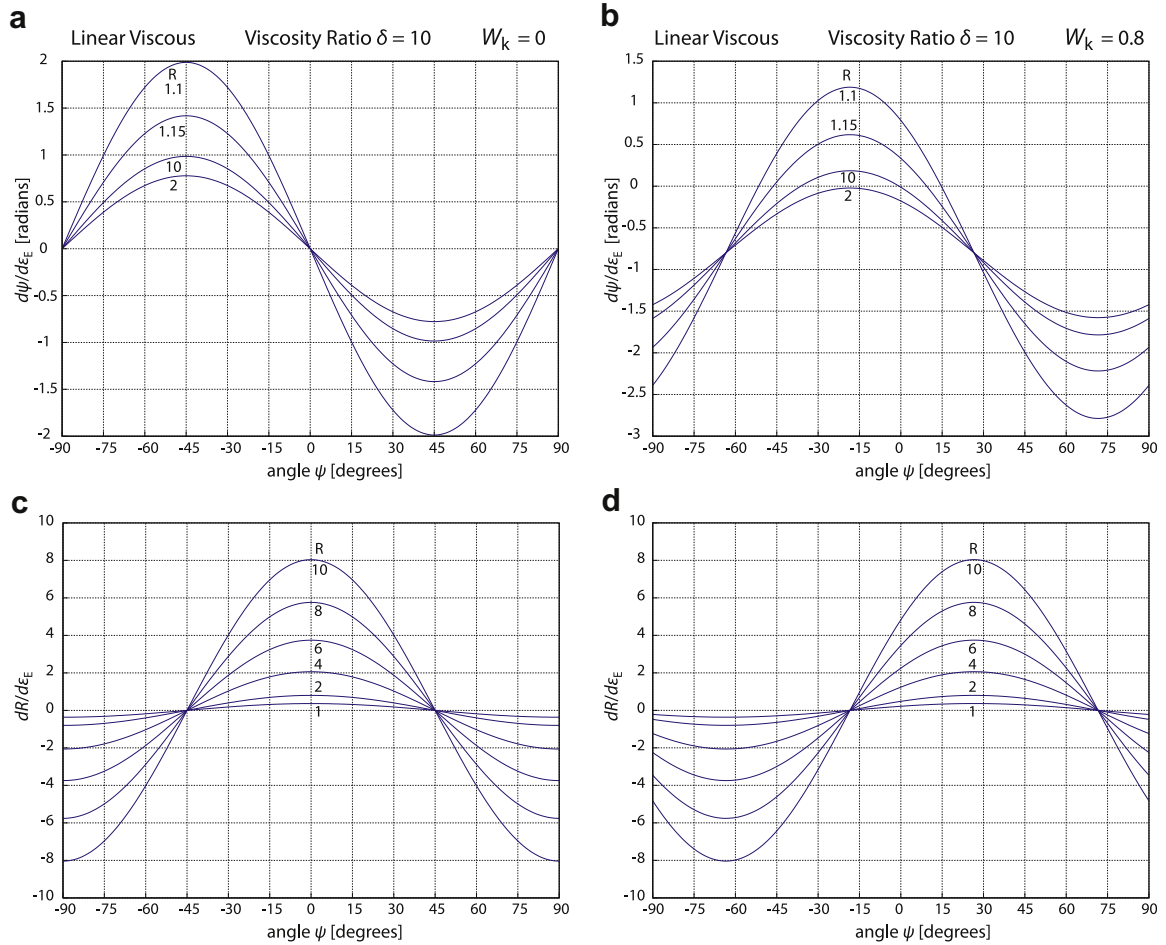 a
Linear Viscous Viscosity Ratio δ = 10 Wk = 0
R
1.1
1.15
10
2
2
1.5
1
0.5
0
-0.5
-1
-1.5
-2
dψ/dεE [radians]
-90 -75 -60 -45 -30 -15 0 15 30 45 60 75 90
angle ψ [degrees]
b
Linear Viscous Viscosity Ratio δ = 10 Wk = 0.8
R
1.1
1.15
10
2
1.5
1
0.5
0
-0.5
-1
-1.5
-2
-2.5
-3
dψ/dεE [radians]
-90 -75 -60 -45 -30 -15 0 15 30 45 60 75 90
angle ψ [degrees]
c
R
10
8
6
4
2
1
10
8
6
4
2
0
-2
-4
-6
-8
-10
dR/dεE
-90 -75 -60 -45 -30 -15 0 15 30 45 60 75 90
angle ψ [degrees]
d
R
10
8
6
4
2
1
10
8
6
4
2
0
-2
-4
-6
-8
-10
dR/dεE
-90 -75 -60 -45 -30 -15 0 15 30 45 60 75 90
angle ψ [degrees]